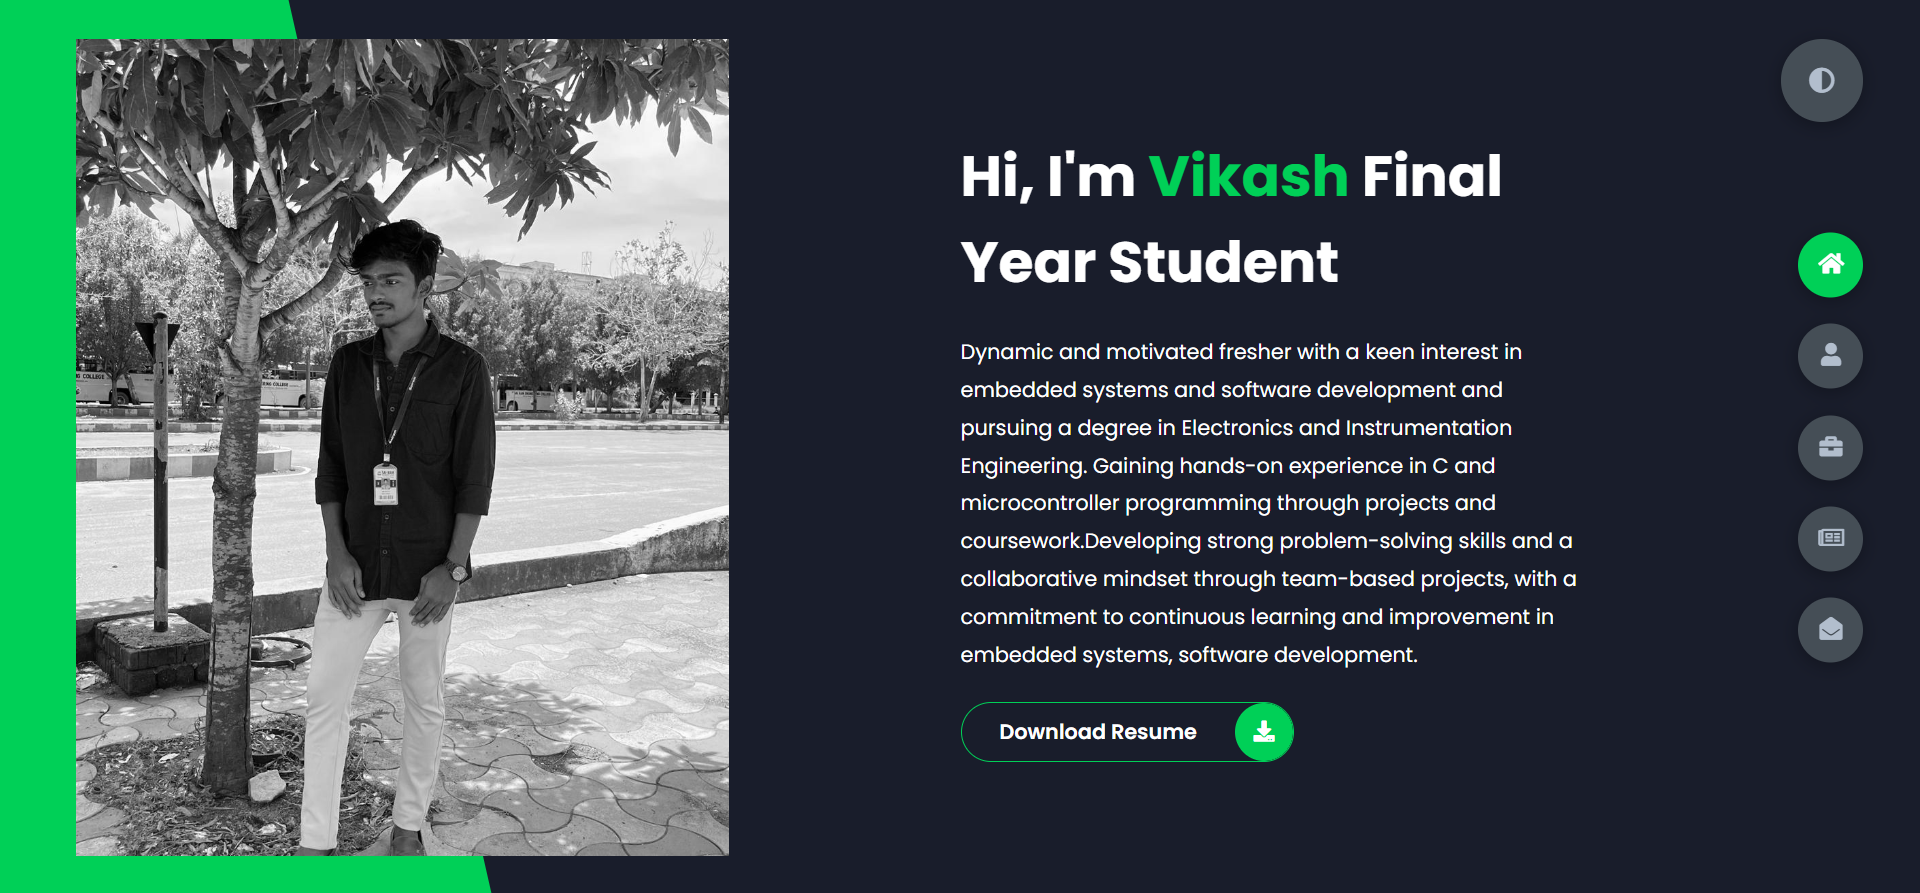 Hi, I'm Vikash Final
Year Student
Dynamic and motivated fresher with a keen interest in
embedded systems and software development and
pursuing a degree in Electronics and Instrumentation
Engineering. Gaining hands-on experience in C and
microcontroller programming through projects and
coursework.Developing strong problem-solving skills and a
collaborative mindset through team-based projects, with a
commitment to continuous learning and improvement in
embedded systems, software development.
Download Resume
COLLEGE
COLLEGE